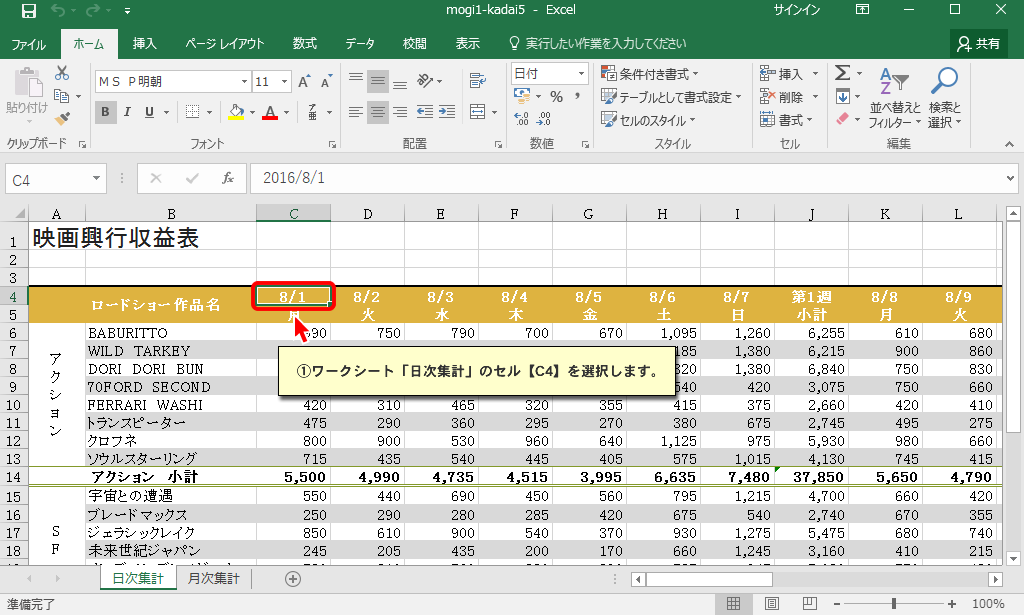 mogi1-kadai5 - Excel サインイン
ファイル ホーム 挿入 ページ レイアウト 数式 データ 校閲 表示 実行したい作業を入力してください 共有
貼り付け ＭＳ Ｐ明朝 11 日付 条件付き書式 挿入 並べ替えと 検索と
B I U % , テーブルとして書式設定 削除 フィルター 選択
セルのスタイル 書式
クリップボード フォント 配置 数値 スタイル セル 編集
C4 2016/8/1
A B C D E F G H I J K L
1 映画興行収益表
2
3
4 ロードショー作品名 8/1 8/2 8/3 8/4 8/5 8/6 8/7 第1週 8/8 8/9
5 月 火 水 木 金 土 日 小計 月 火
6 BABURITTO 690 750 790 700 670 1,095 1,260 6,255 610 680
7 WILD TARKEY 185 1,380 6,215 900 860
①ワークシート「日次集計」のセル【C4】を選択します。
8 DORI DORI BUN 320 1,380 6,840 750 830
9 70FORD SECOND 540 420 3,075 750 660
10 FERRARI WASHI 420 310 465 320 355 415 375 2,660 420 410
11 トランスピーター 475 290 360 295 270 380 675 2,745 495 275
12 クロフネ 800 900 530 960 640 1,125 975 5,930 980 660
13 ソウルスターリング 715 435 540 445 405 575 1,015 4,130 745 415
アクション
14 アクション 小計 5,500 4,990 4,735 4,515 3,995 6,635 7,480 37,850 5,650 4,790
15 宇宙との遭遇 550 440 690 450 560 795 1,215 4,700 660 420
16 ブレードマックス 250 290 280 285 420 675 540 2,740 670 355
17 ジェラシックレイク 850 610 900 540 370 930 1,275 5,475 680 740
18 未来世紀ジャパン 245 205 435 200 170 660 1,245 3,160 410 215
SF
日次集計 月次集計
準備完了 100%